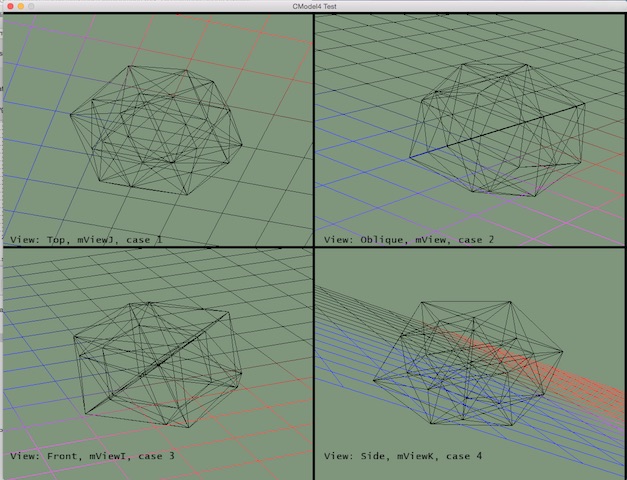 CModel4 Test
View: Top, mViewJ, case 1
View: Oblique, mView, case 2
View: Front, mViewI, case 3
View: Side, mViewK, case 4